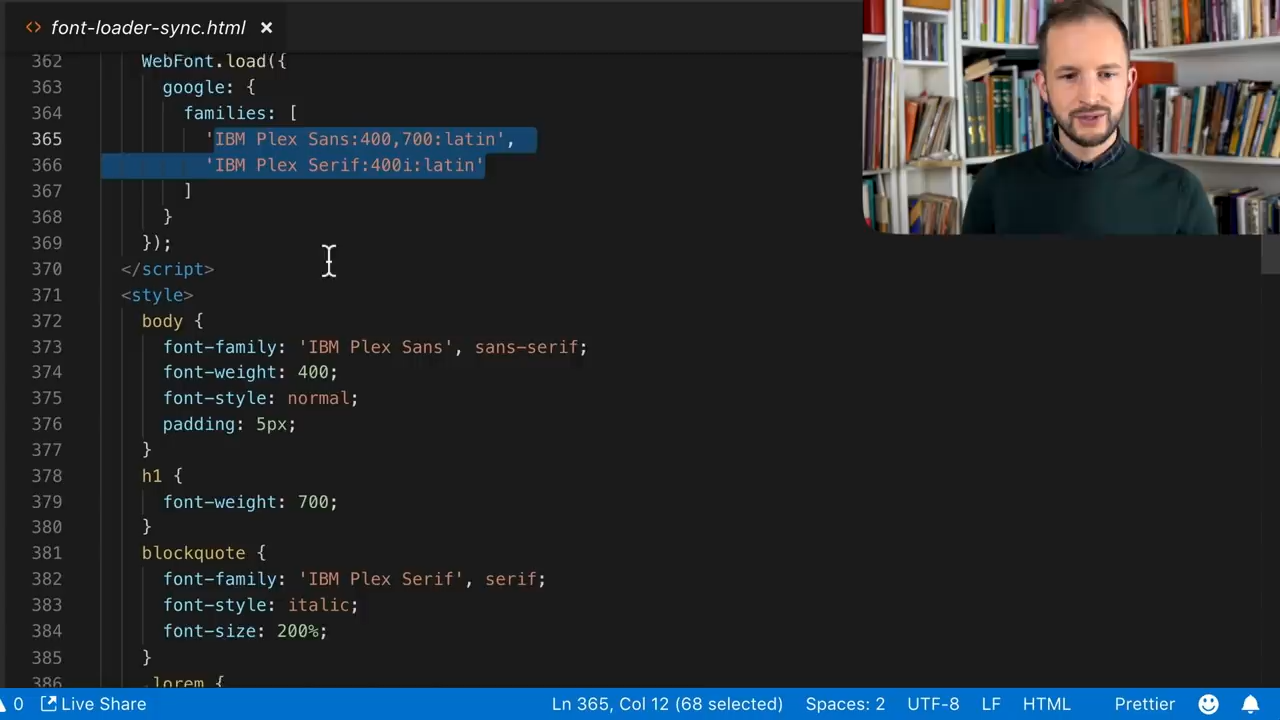 font-loader-sync.html
362 WebFont.load({
363 google: {
364 families: [
365 'IBM Plex Sans:400,700:latin',
366 'IBM Plex Serif:400i:latin'
367 ]
368 }
369 });
370 </script>
371 <style>
372 body {
373 font-family: 'IBM Plex Sans', sans-serif;
374 font-weight: 400;
375 font-style: normal;
376 padding: 5px;
377 }
378 h1 {
379 font-weight: 700;
380 }
381 blockquote {
382 font-family: 'IBM Plex Serif', serif;
383 font-style: italic;
384 font-size: 200%;
385 }
386 .lorem {
0 Live Share Ln 365, Col 12 (68 selected) Spaces: 2 UTF-8 LF HTML Prettier